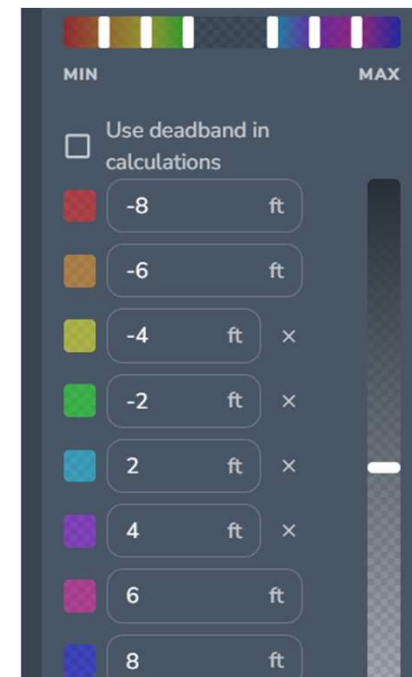 MIN MAX
Use deadband in
calculations
-8 ft
-6 ft
-4 ft ×
-2 ft ×
2 ft ×
4 ft ×
6 ft
8 ft